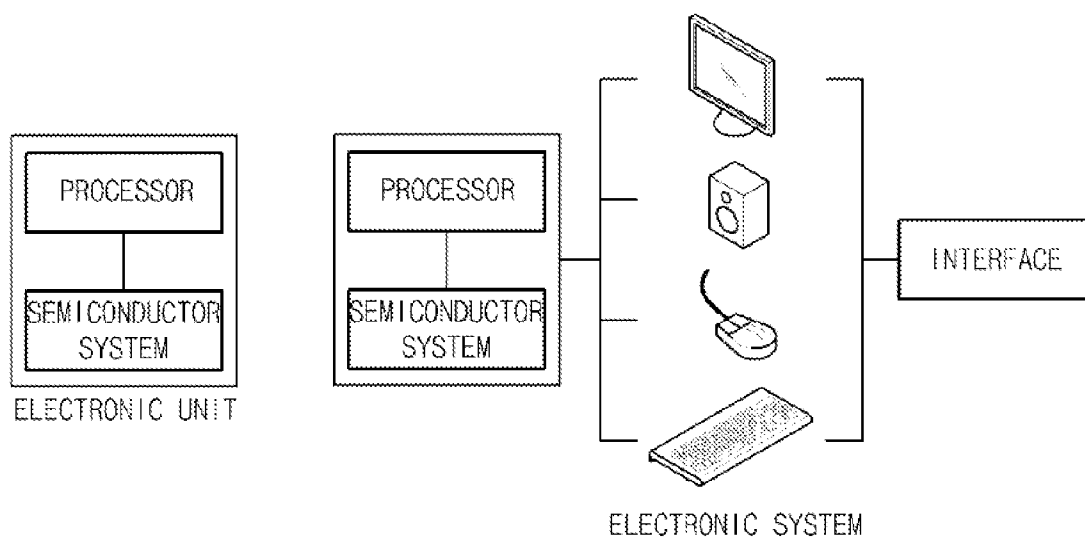 PROCESSOR
SEMICONDUCTOR
SYSTEM
ELECTRONIC UNIT
PROCESSOR
SEMICONDUCTOR
SYSTEM
INTERFACE
ELECTRONIC SYSTEM